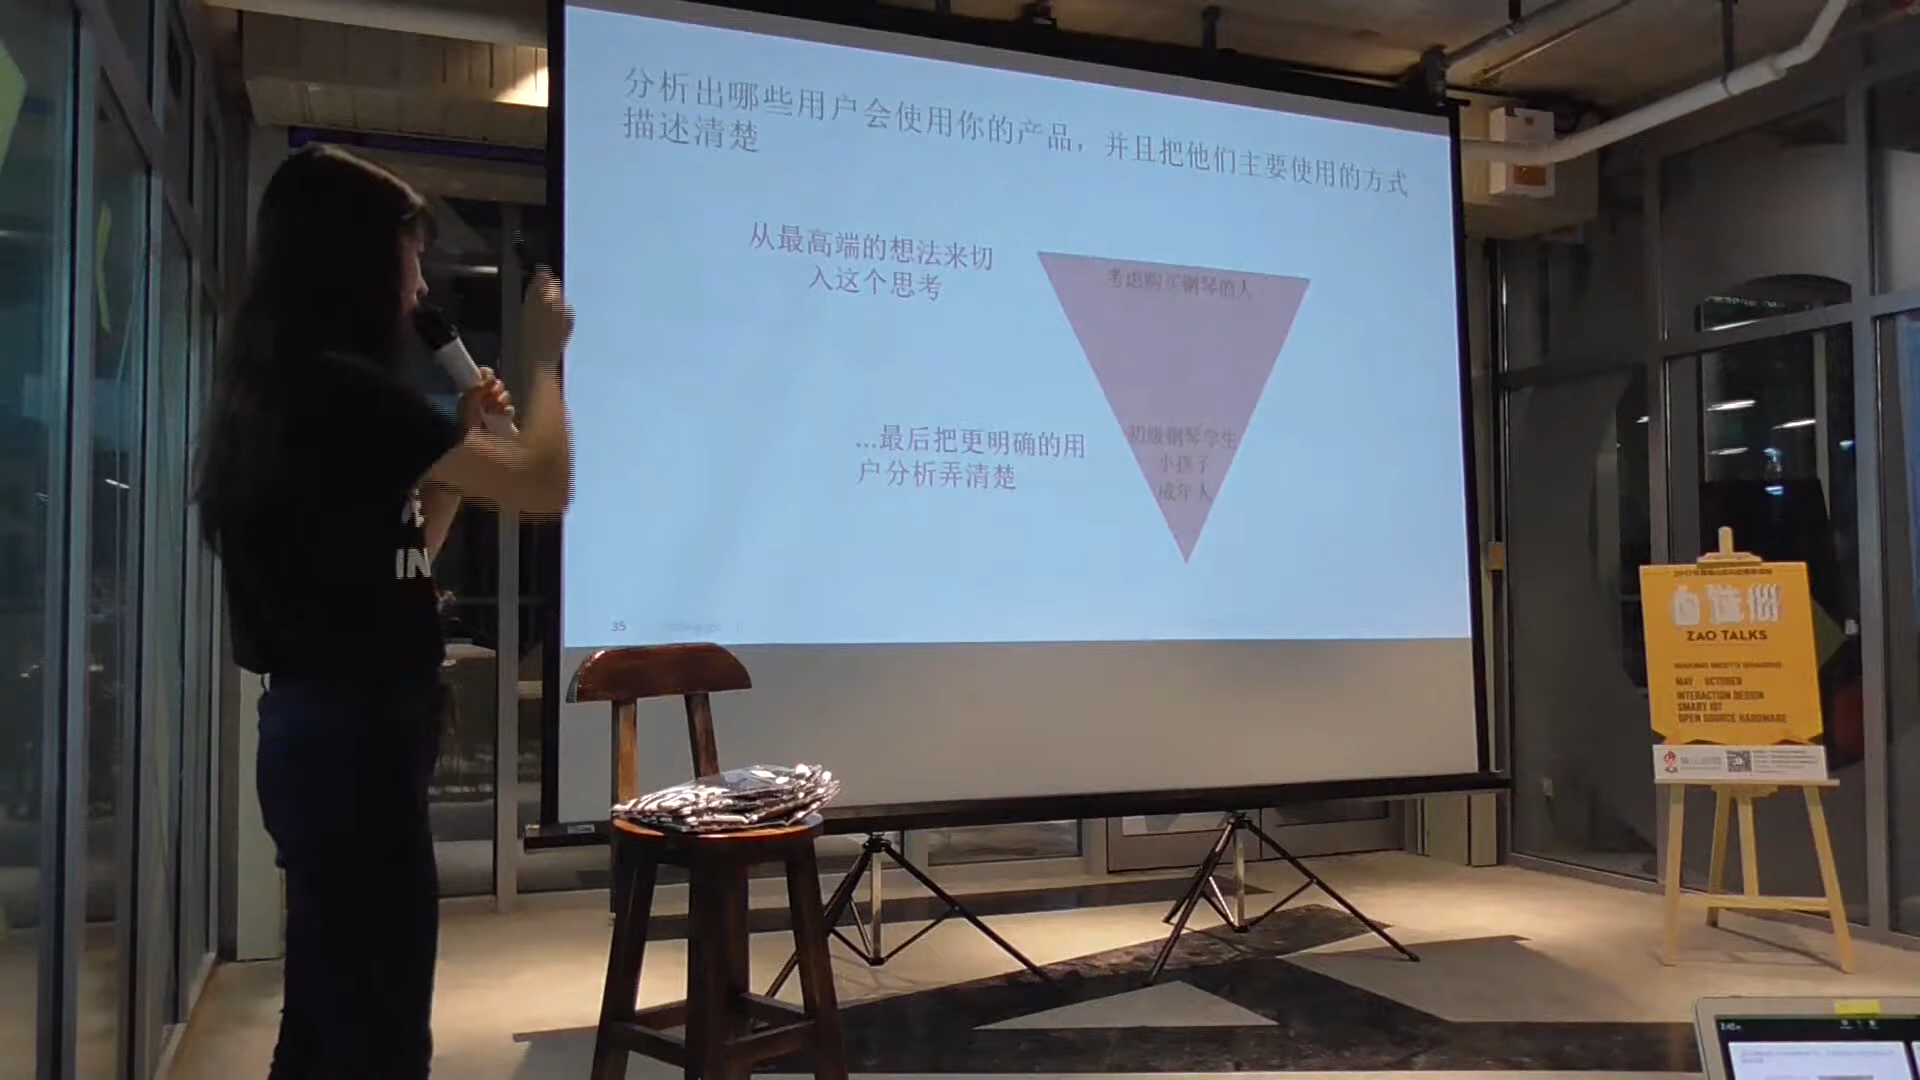 分析出哪些用户会使用你的产品，并且把他们主要使用的方式
描述清楚
从最高端的想法来切
入这个思考
考虑购买钢琴的人
...最后把更明确的用
户分析弄清楚
初级钢琴学生
小孩子
成年人
35
IN
ZAO TALKS
MAY OCTOBER
INTERACTION DESIGN
SMART IOT
OPEN SOURCE HARDWARE